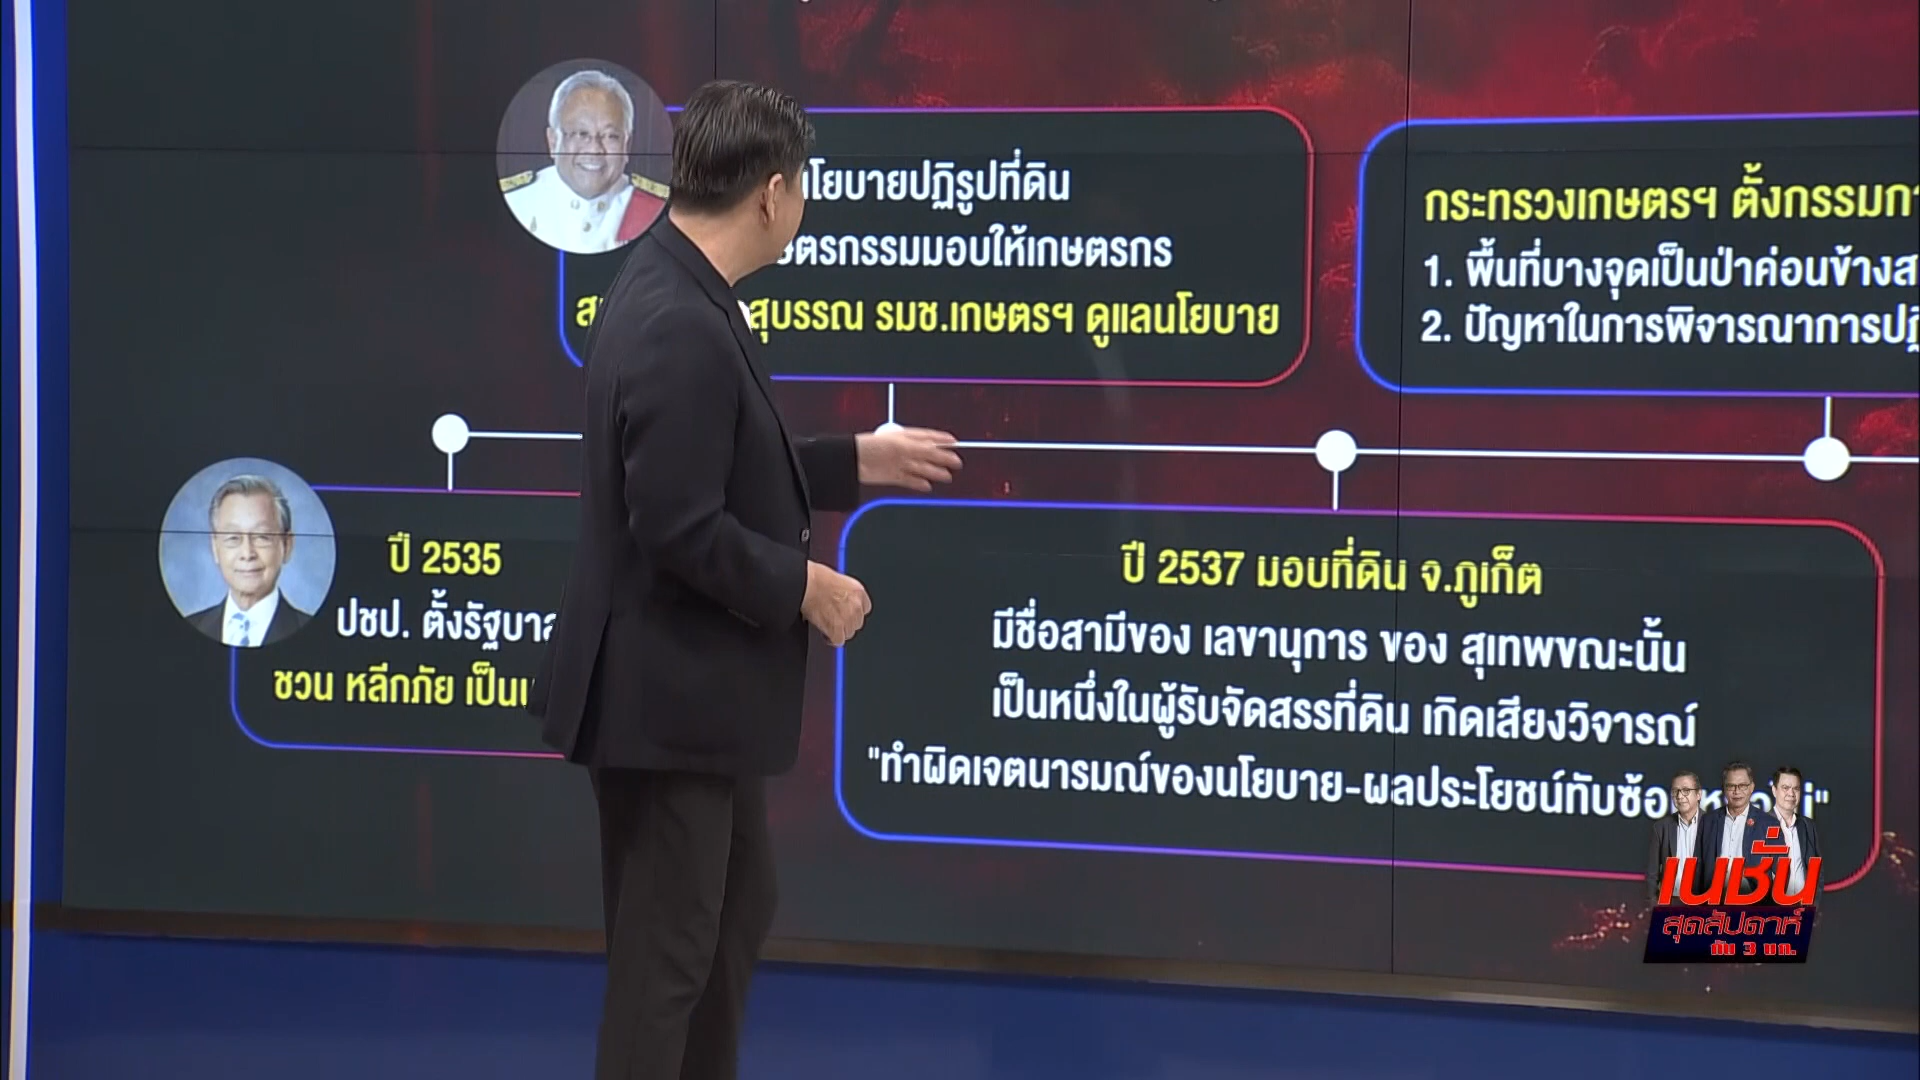 นโยบายปฏิรูปที่ดิน
ษตรกรรมมอบให้เกษตรกร
สุบรรณ รมช.เกษตรฯ ดูแลนโยบาย
กระทรวงเกษตรฯ ตั้งกรรมก
1. พื้นที่บางจุดเป็นป่าค่อนข้างส
2. ปัญหาในการพิจารณาการปฏิ
ปี 2535
ปชป. ตั้งรัฐบาล
ชวน หลีกภัย เป็นน
ปี 2537 มอบที่ดิน จ.ภูเก็ต
มีชื่อสามีของ เลขานุการ ของ สุเทพขณะนั้น
เป็นหนึ่งในผู้รับจัดสรรที่ดิน เกิดเสียงวิจารณ์
"ทำผิดเจตนารมณ์ของนโยบาย-ผลประโยชน์ทับซ้อน
เนชั่น
สุดสัปดาห์
กับ 3 บก.